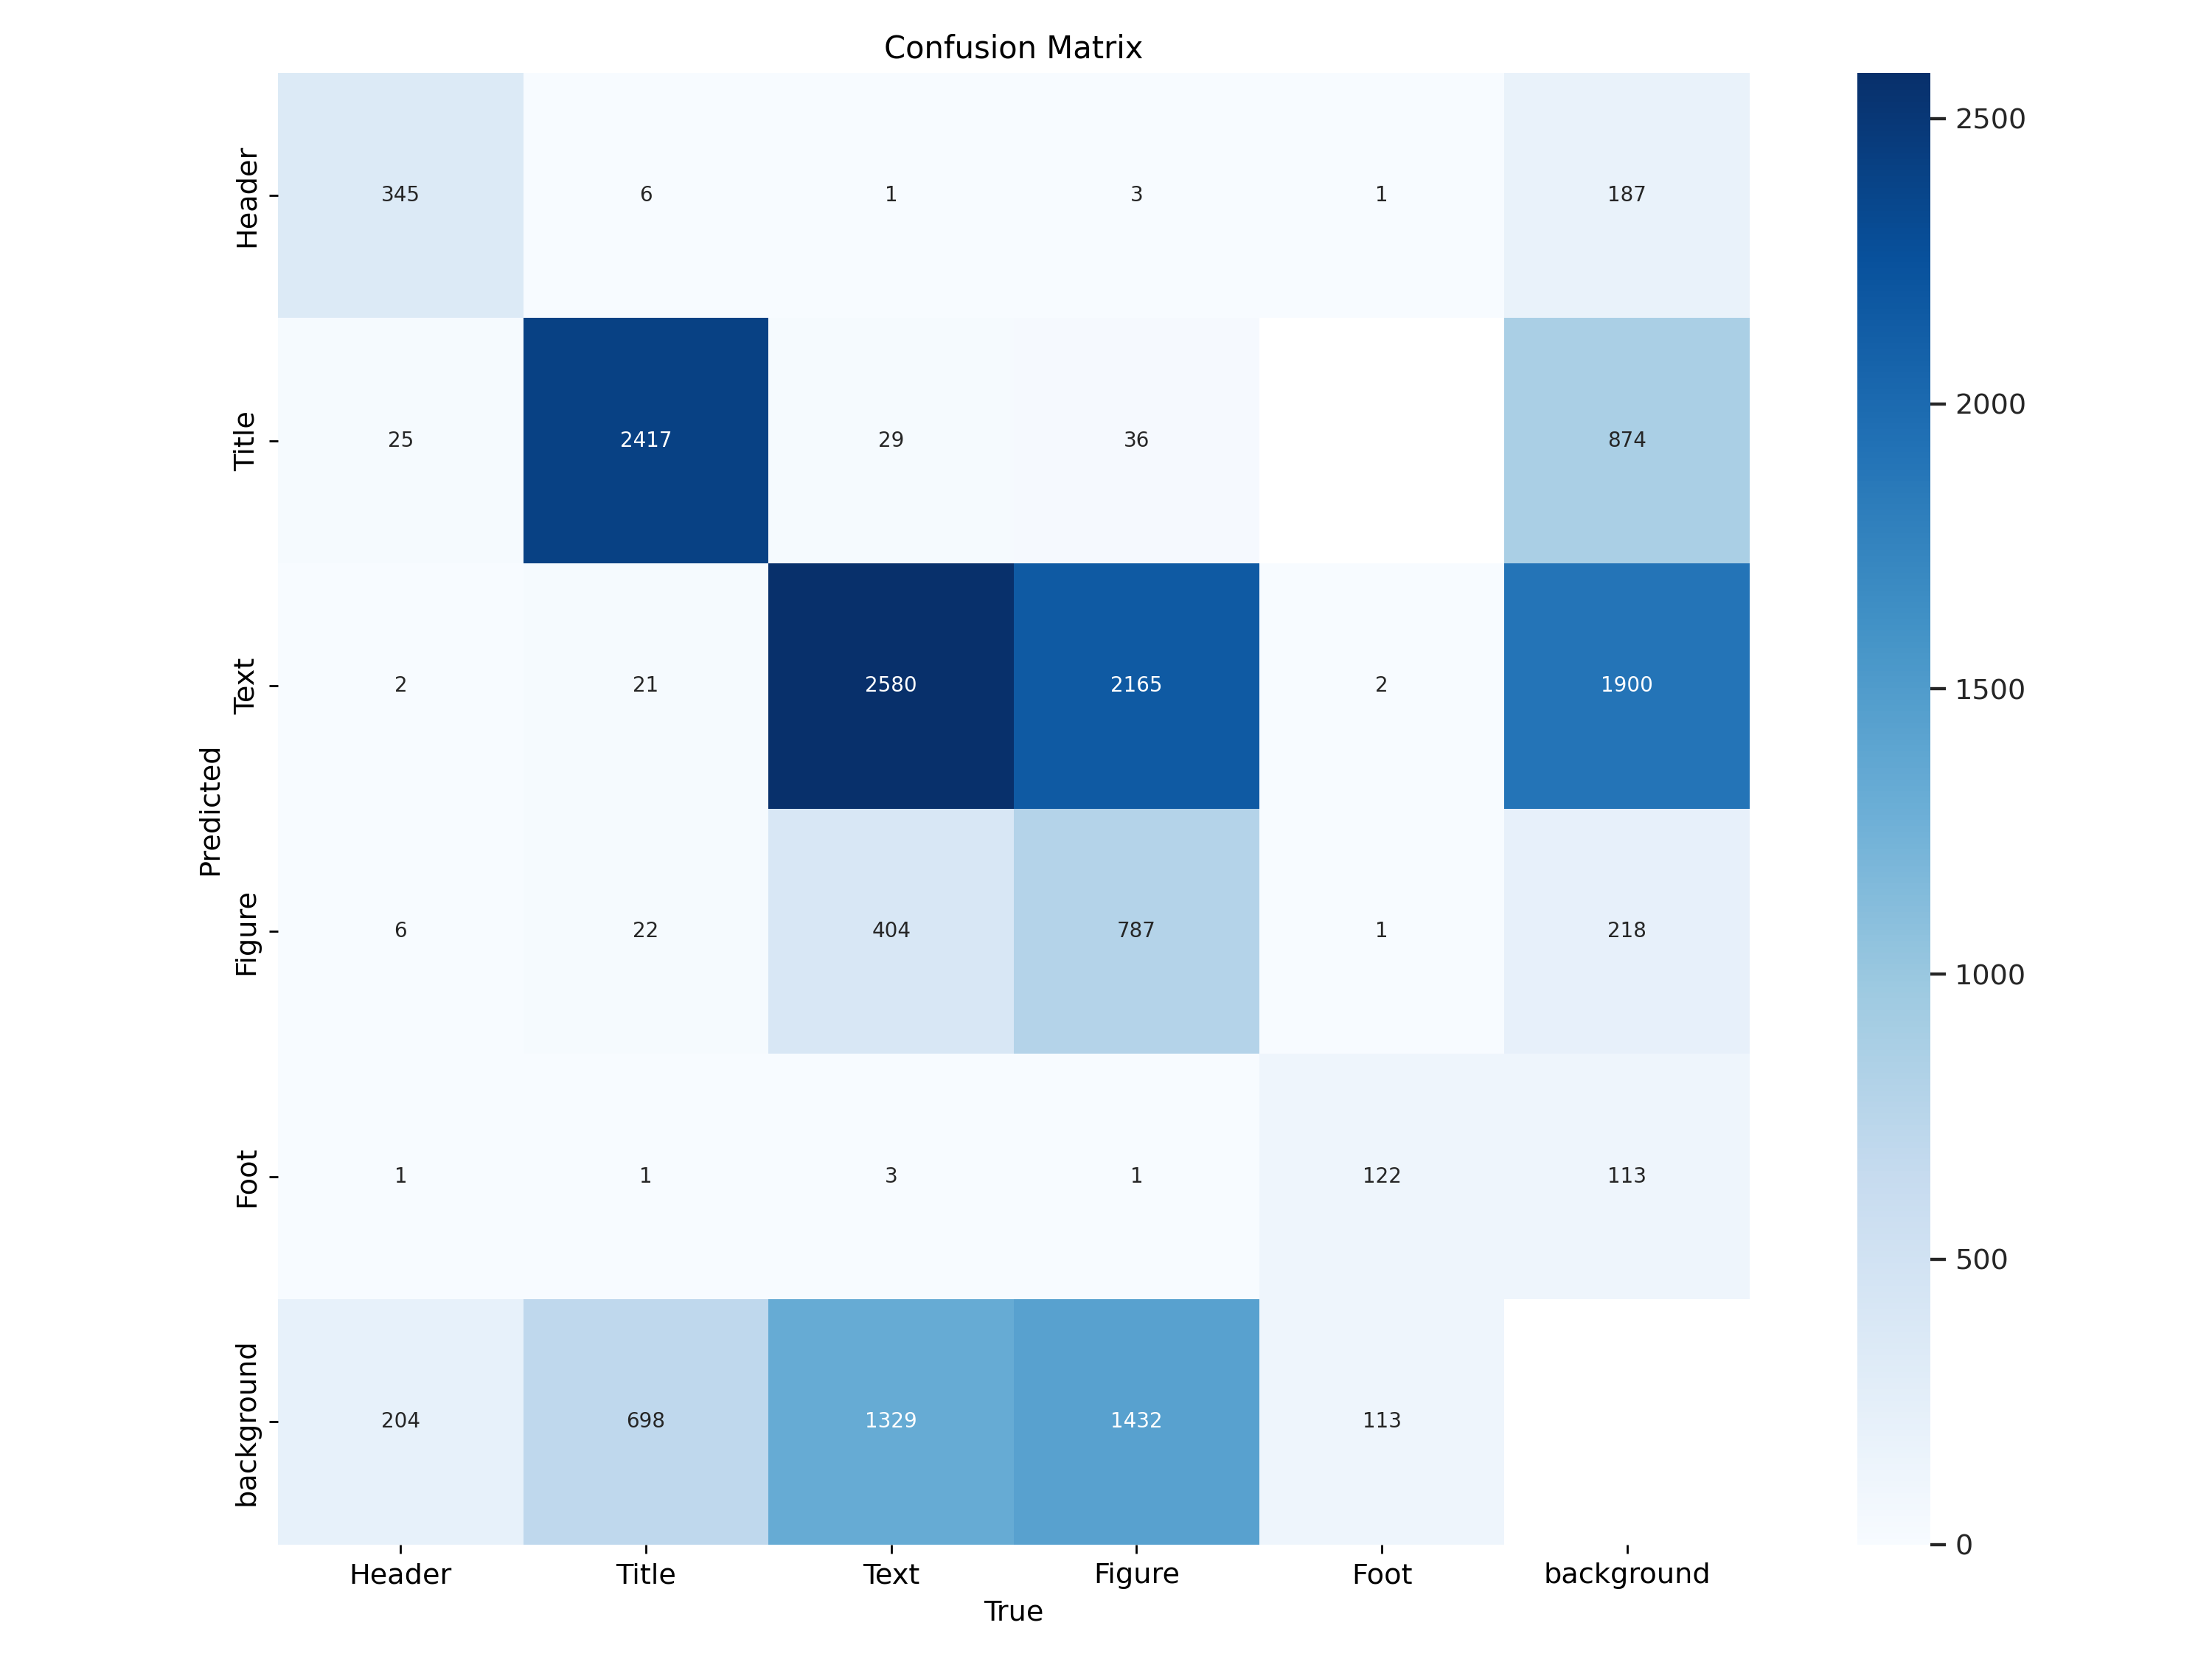 Confusion Matrix
Header 345 6 1 3 1 187
Title 25 2417 29 36 874
Text 2 21 2580 2165 2 1900
Figure 6 22 404 787 1 218
Foot 1 1 3 1 122 113
background 204 698 1329 1432 113
Header Title Text Figure Foot background
True
Predicted
2500
2000
1500
1000
500
0